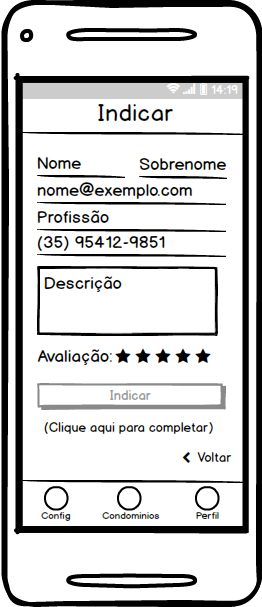 14:19
Indicar
Nome Sobrenome
nome@exemplo.com
Profissão
(35) 95412-9851
Descrição
Avaliação:
Indicar
(Clique aqui para completar)
Voltar
Config Condominios Perfil